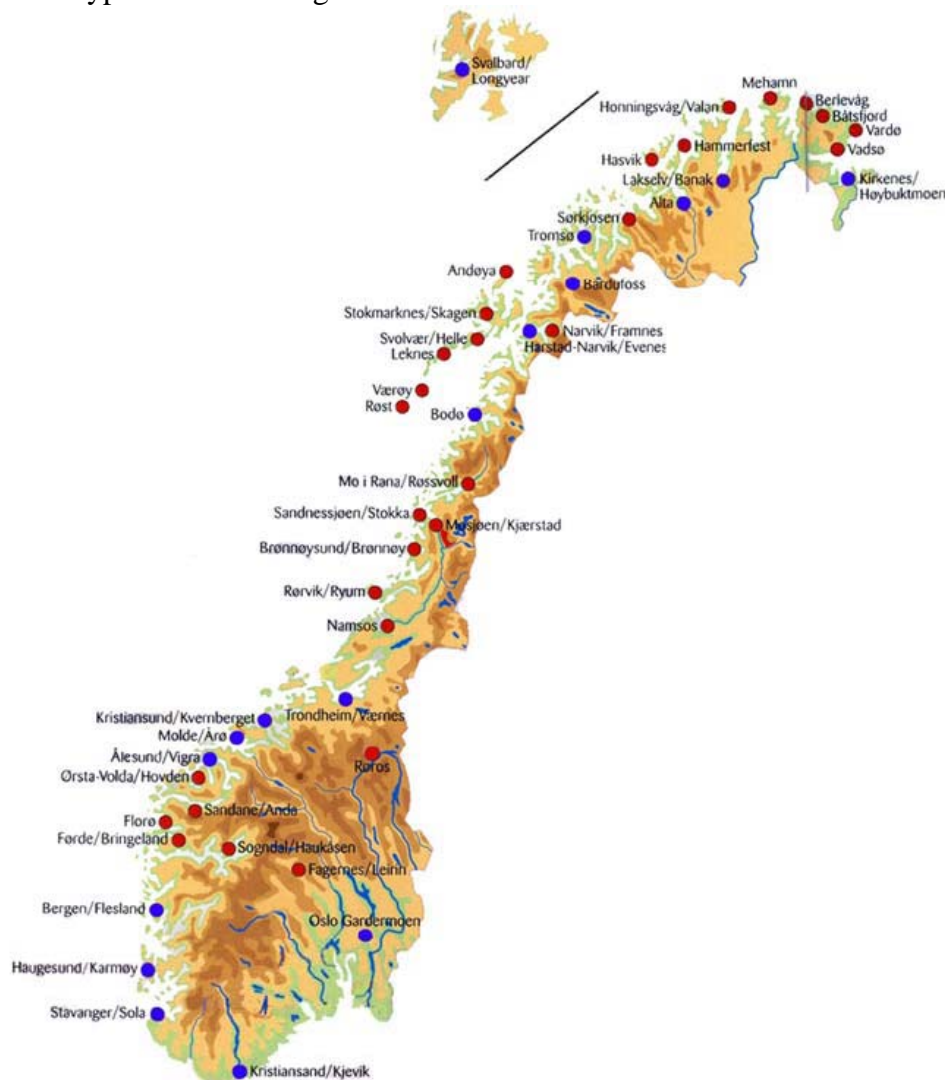 Svalbard/
Longyear
Mehamn
Honningsvåg/Valan
Berlevåg
Båtsfjord
Vardø
Hammerfest
Vadsø
Hasvik
Lakselv/Banak
Kirkenes/
Høybuktmoen
Alta
Sørkjosen
Tromsø
Andøya
Bardufoss
Stokmarknes/Skagen
Narvik/Framnes
Svolvær/Helle
Harstad-Narvik/Evenes
Leknes
Værøy
Røst
Bodø
Mo i Rana/Røssvoll
Sandnessjøen/Stokka
Mosjøen/Kjærstad
Brønnøysund/Brønnøy
Rørvik/Ryum
Namsos
Kristiansund/Kvernberget
Trondheim/Værnes
Molde/Årø
Ålesund/Vigra
Røros
Ørsta-Volda/Hovden
Sandane/Anda
Florø
Førde/Bringeland
Sogndal/Haukåsen
Fagernes/Leirin
Bergen/Flesland
Oslo Gardermoen
Haugesund/Karmøy
Stavanger/Sola
Kristiansand/Kjevik